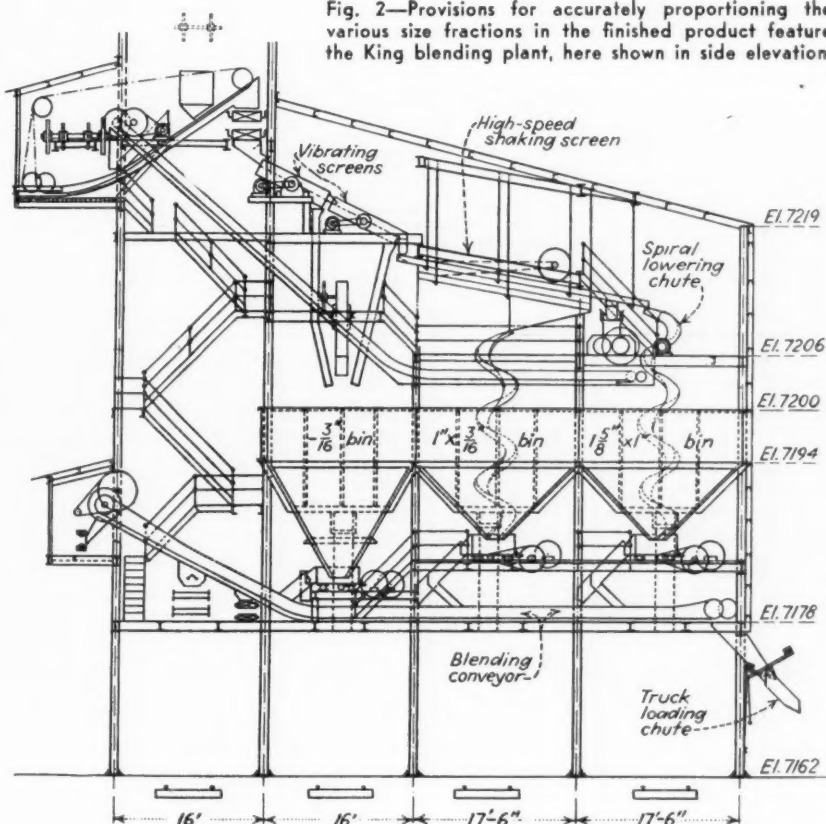 Fig. 2—Provisions for accurately proportioning the
various size fractions in the finished product feature
the King blending plant, here shown in side elevation
High-speed
shaking screen
Vibrating
screens
El. 7219
Spiral
lowering
chute
El. 7206
El. 7200
-3/16" bin
1" x 3/16" bin
1 5/8" x 1" bin
El. 7194
El. 7178
Blending
conveyor
Truck
loading
chute
El. 7162
16' 16' 17'-6" 17'-6"